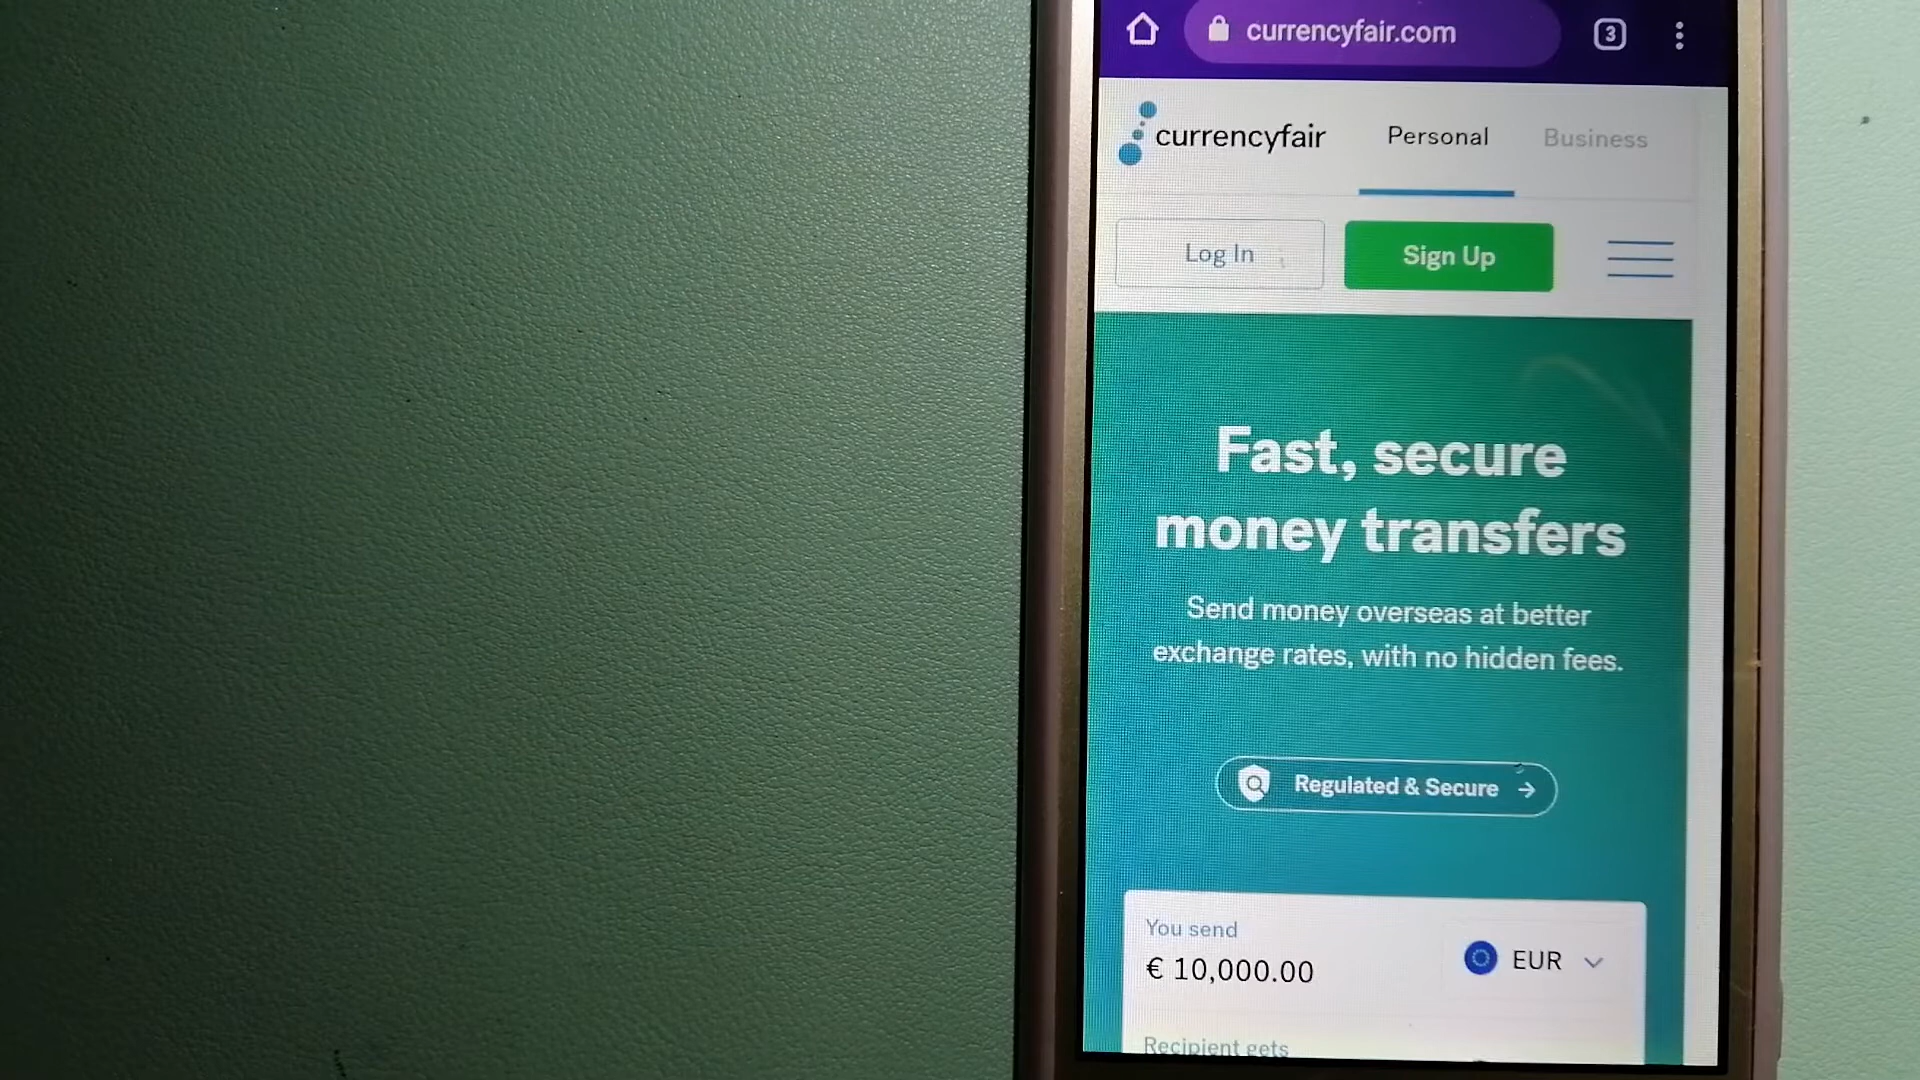 currencyfair.com
3
currencyfair
Personal
Business
Log In
Sign Up
Fast, secure
money transfers
Send money overseas at better
exchange rates, with no hidden fees.
Regulated & Secure →
You send
€ 10,000.00
EUR
Recipient gets